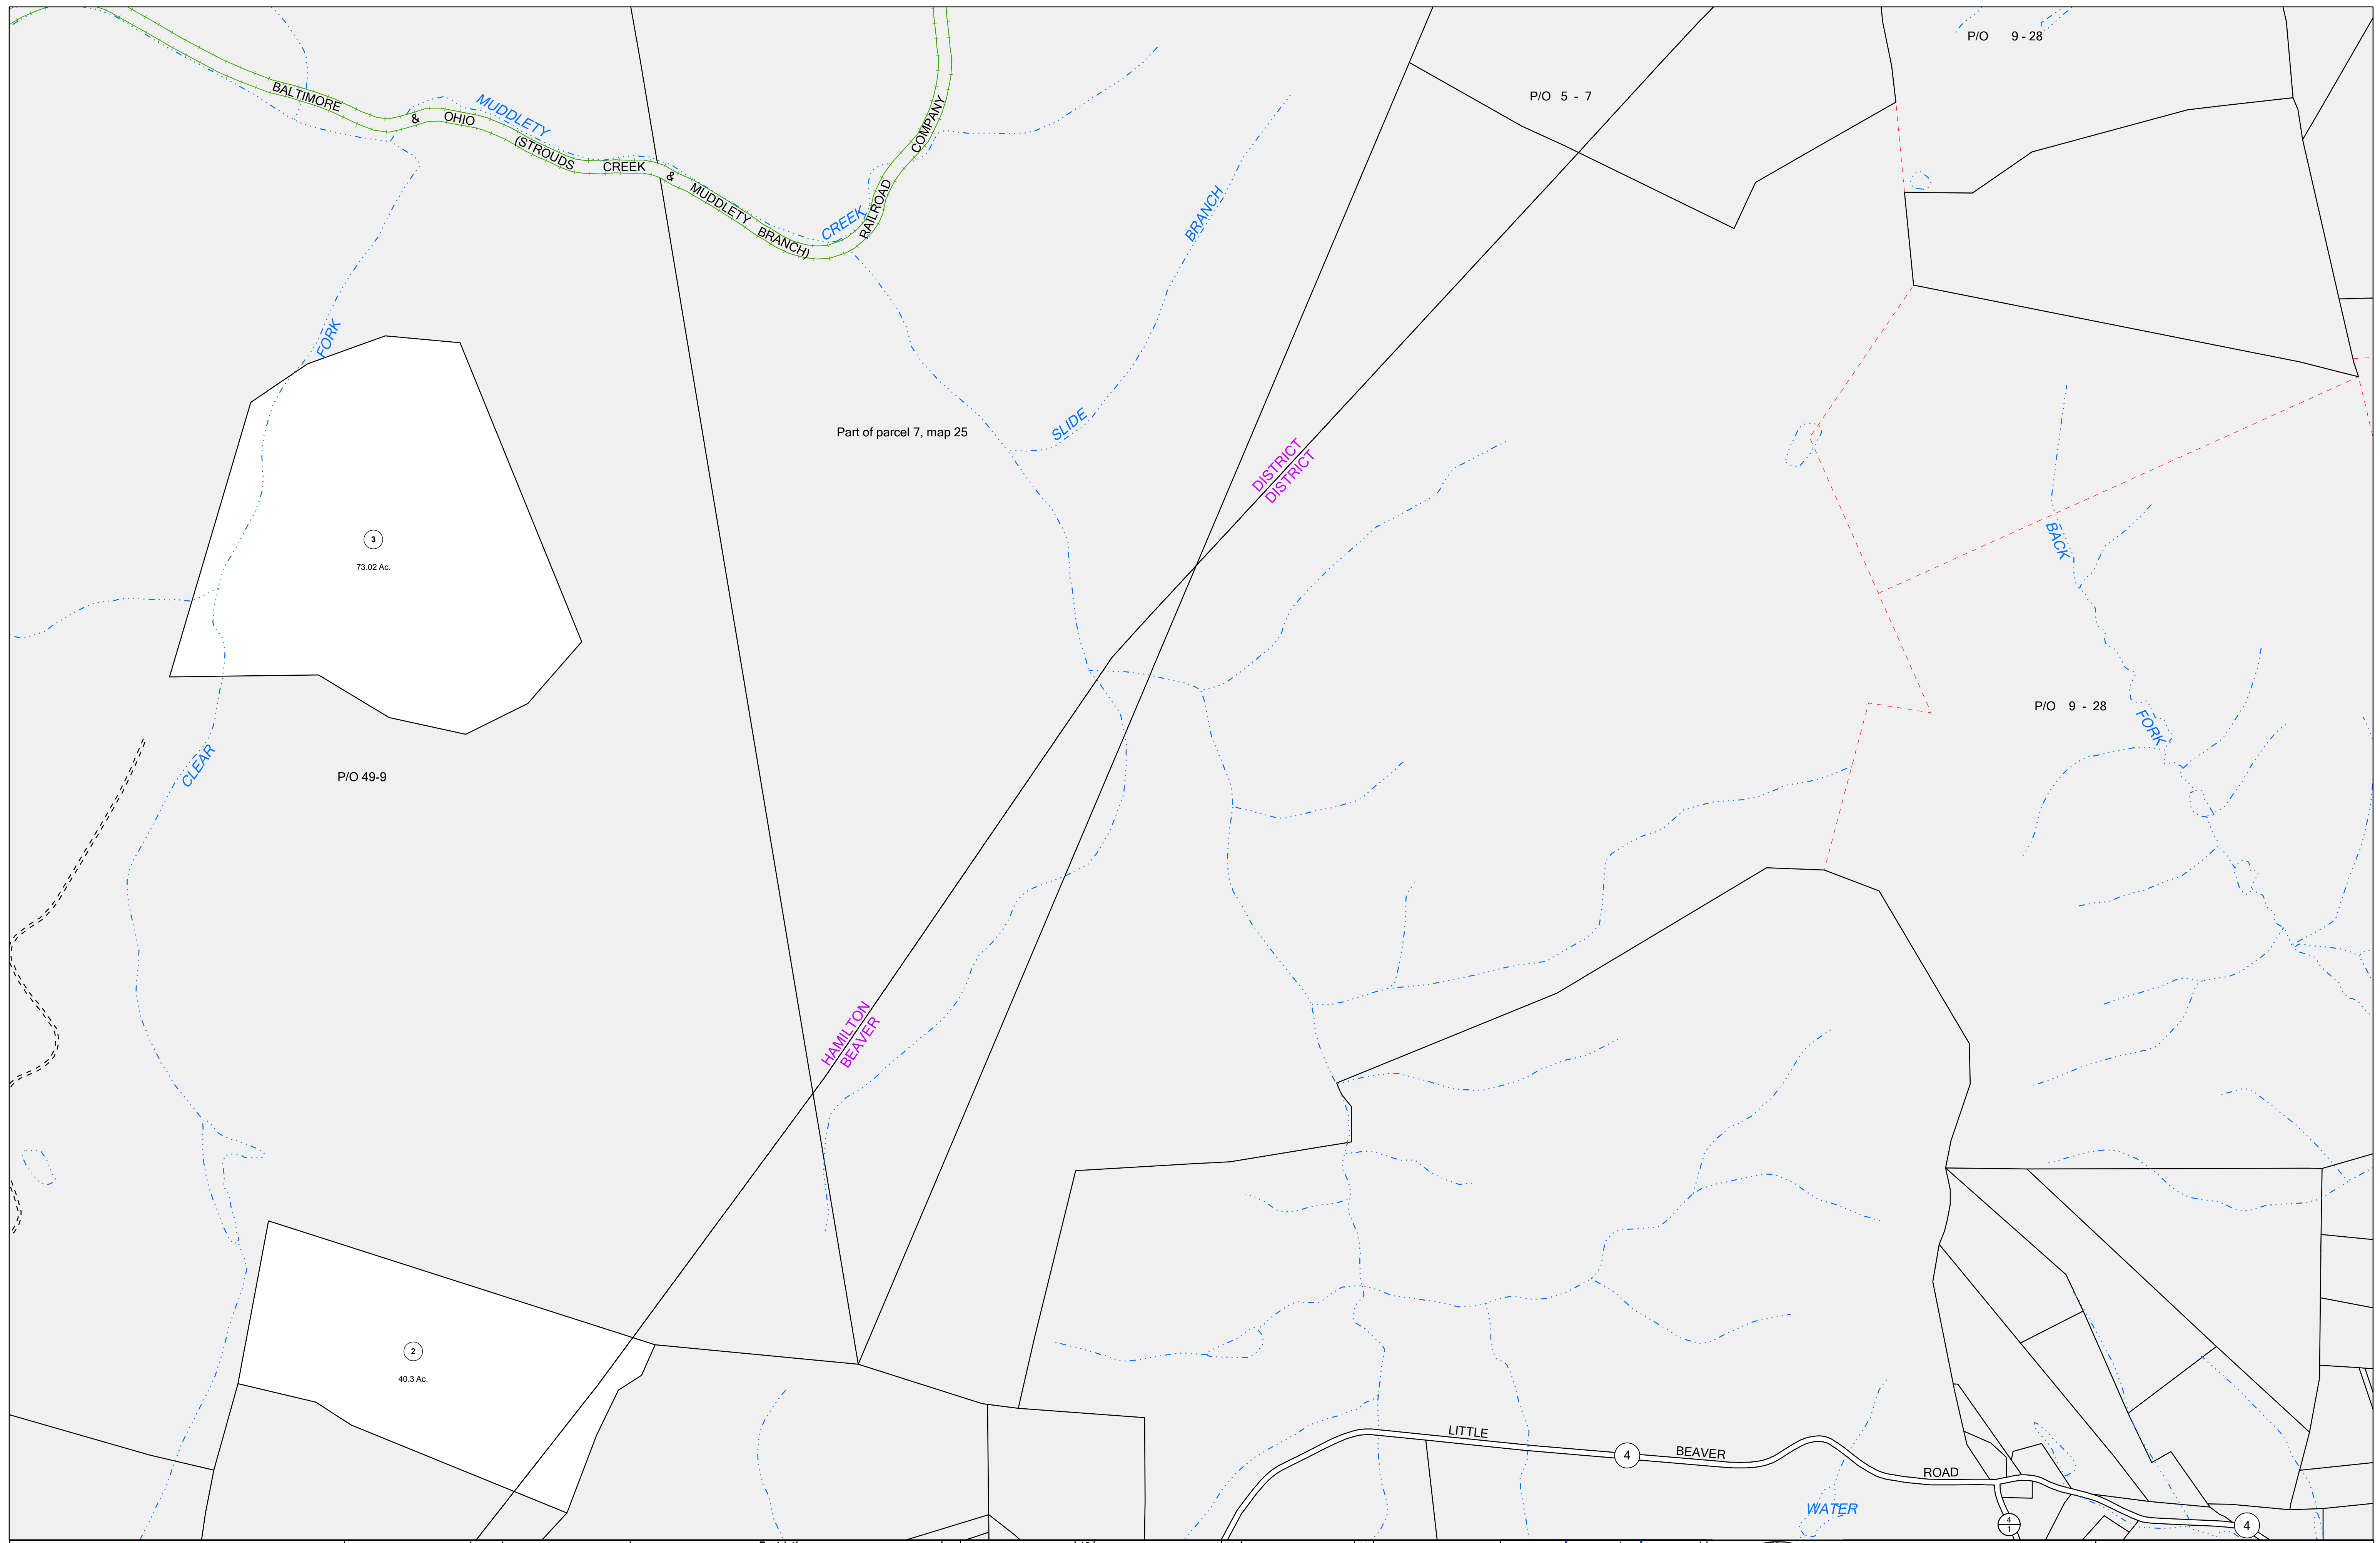 P/O 9 - 28
BALTIMORE & OHIO (STROUDS CREEK & MUDDLETY BRANCH) RAILROAD COMPANY
MUDDLETY CREEK
P/O 5 - 7
SLIDE BRANCH
CLEAR FORK
Part of parcel 7, map 25
DISTRICT
DISTRICT
3
73.02 Ac.
BACK FORK
P/O 9 - 28
P/O 49-9
HAMILTON
BEAVER
2
40.3 Ac.
LITTLE BEAVER ROAD
4
WATER
4
1
4